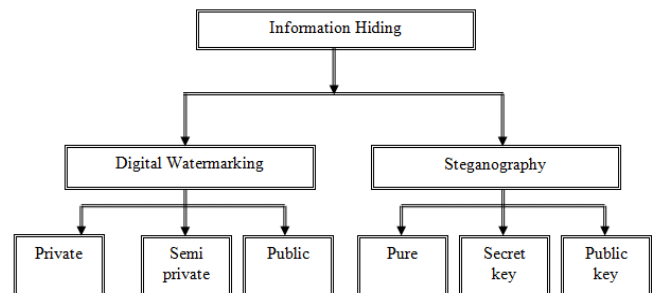 Information Hiding
Digital Watermarking
Steganography
Private
Semi
private
Public
Pure
Secret
key
Public
key